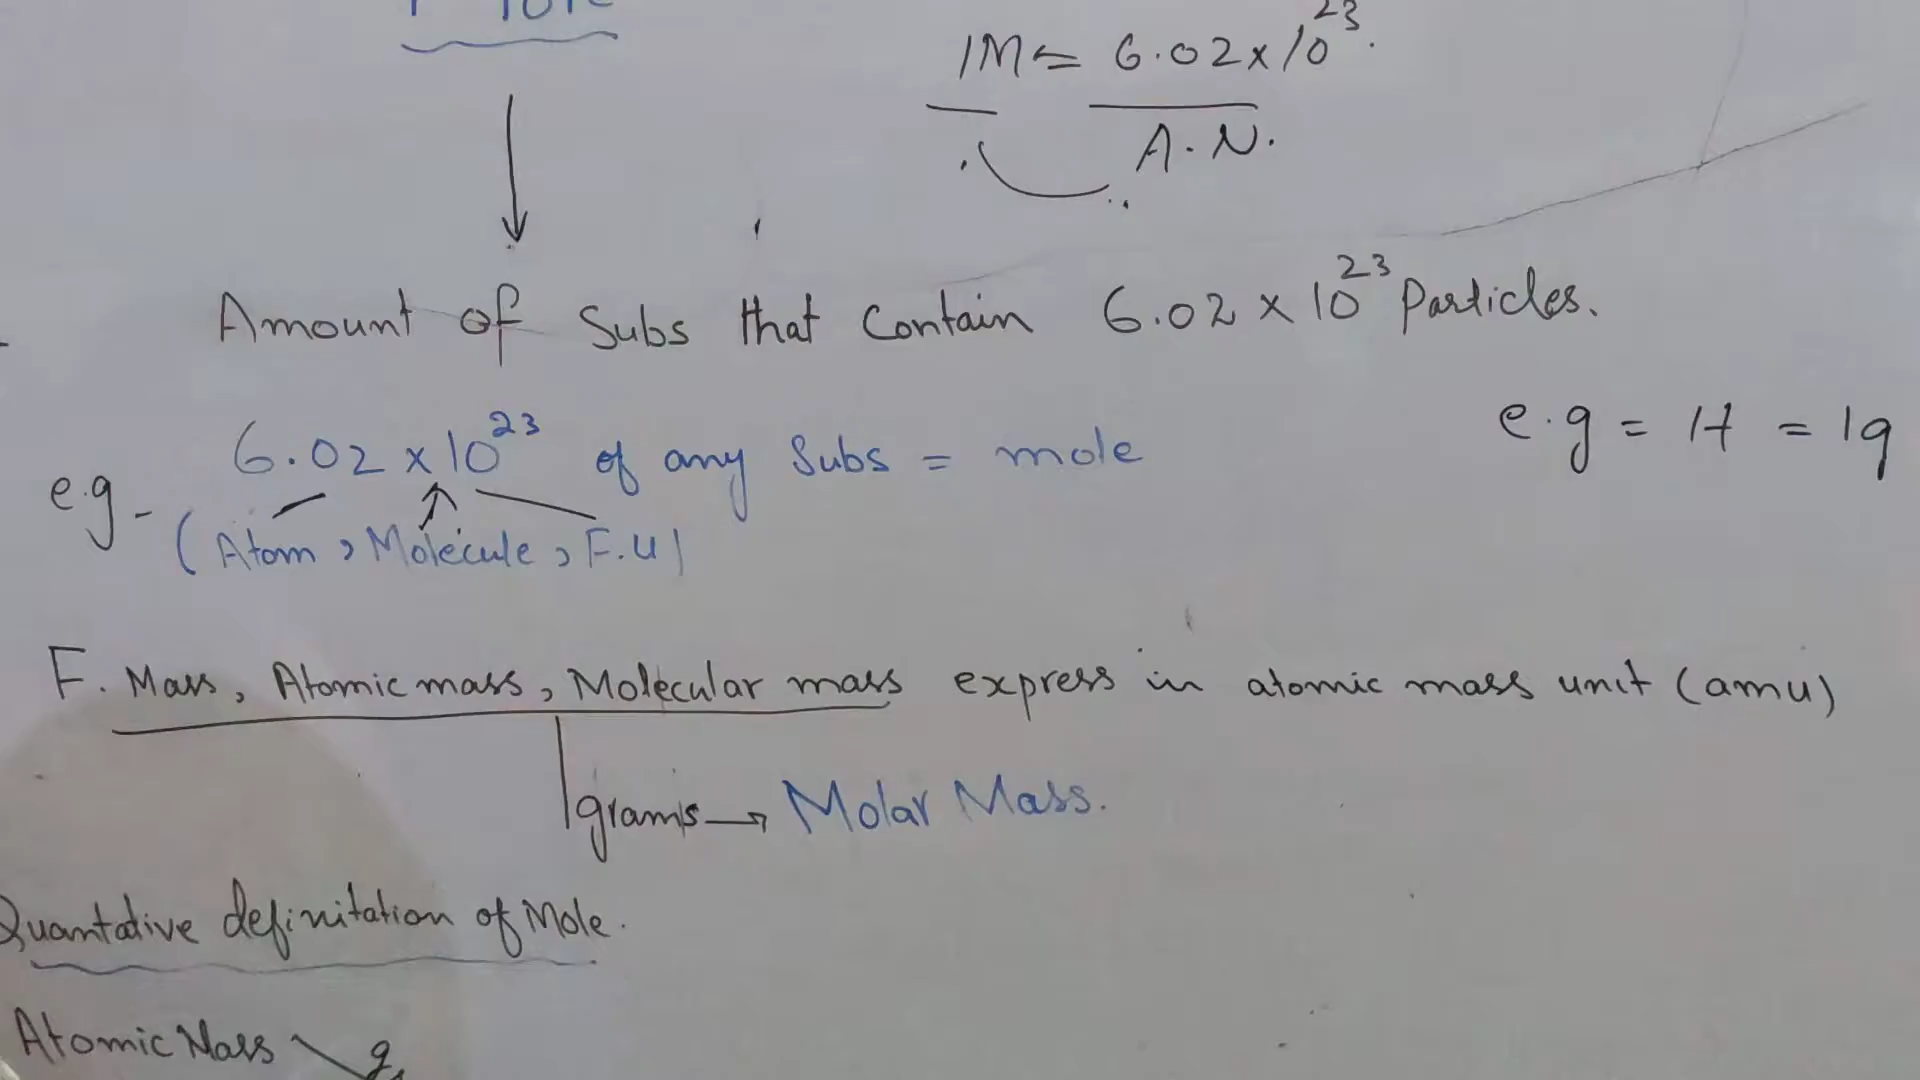 1M = 6.02 x 10^23.
A.N.
Amount of Subs that Contain 6.02 x 10^23 Particles.
e.g = H = 1g
e.g - 6.02 x 10^23 of any Subs = mole
(Atom, Molecule, F.U)
F. Mass, Atomic mass, Molecular mass express in atomic mass unit (amu)
grams → Molar Mass.
Quantative definitation of Mole.
Atomic Mass g